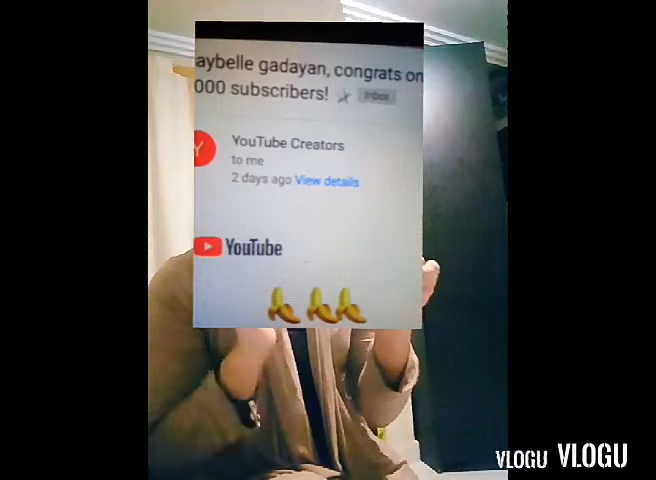 aybelle gadayan, congrats on
000 subscribers! Inbox
Y
YouTube Creators
to me
2 days ago View details
YouTube
VLOGU VLOGU